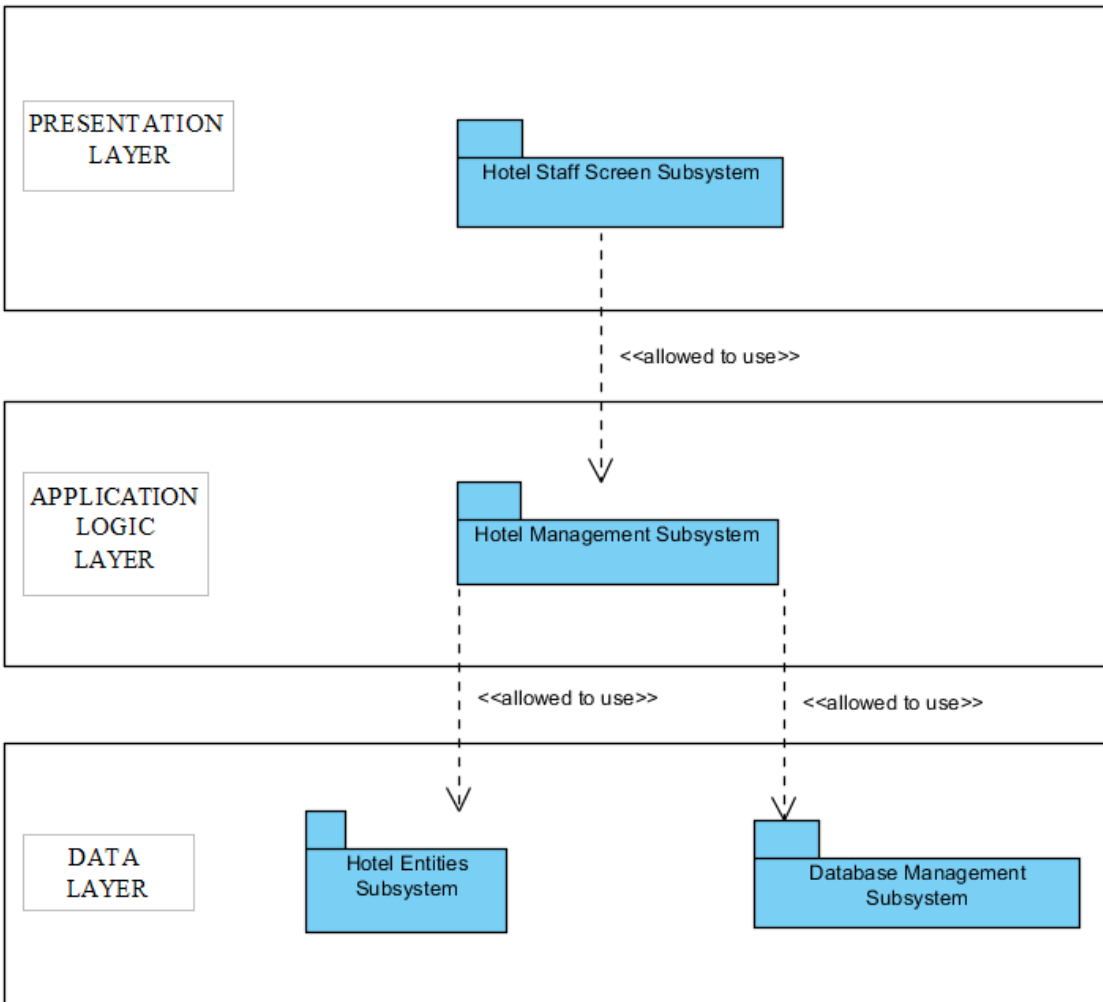 PRESENTATION
LAYER
Hotel Staff Screen Subsystem
<<allowed to use>>
APPLICATION
LOGIC
LAYER
Hotel Management Subsystem
<<allowed to use>>
<<allowed to use>>
DATA
LAYER
Hotel Entities
Subsystem
Database Management
Subsystem